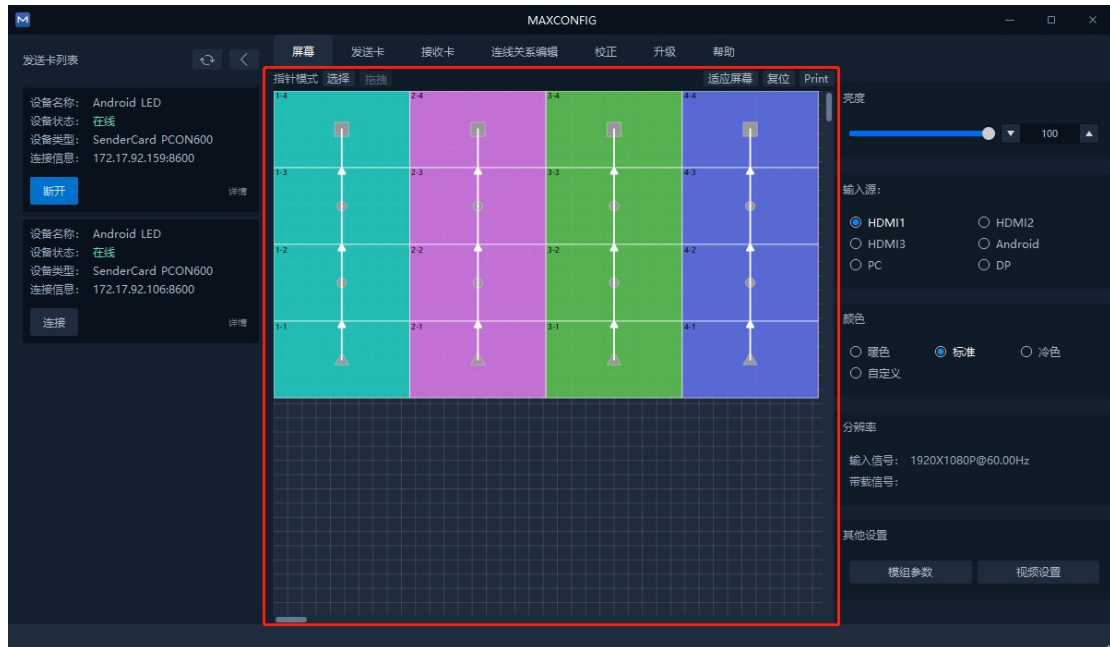 MAXCONFIG
发送卡列表
屏幕 发送卡 接收卡 连线关系编辑 校正 升级 帮助
设备名称: Android LED
设备状态: 在线
设备类型: SenderCard PCON600
连接信息: 172.17.92.159:8600
断开 详情
设备名称: Android LED
设备状态: 在线
设备类型: SenderCard PCON600
连接信息: 172.17.92.106:8600
连接 详情
指针模式 选择 拖拽 适应屏幕 复位 Print
1-4 2-4 3-4 4-4
1-3 2-3 3-3 4-3
1-2 2-2 3-2 4-2
1-1 2-1 3-1 4-1
亮度
100
输入源:
HDMI1 HDMI2
HDMI3 Android
PC DP
颜色
暖色 标准 冷色
自定义
分辨率
输入信号: 1920X1080P@60.00Hz
带载信号:
其他设置
模组参数 视频设置